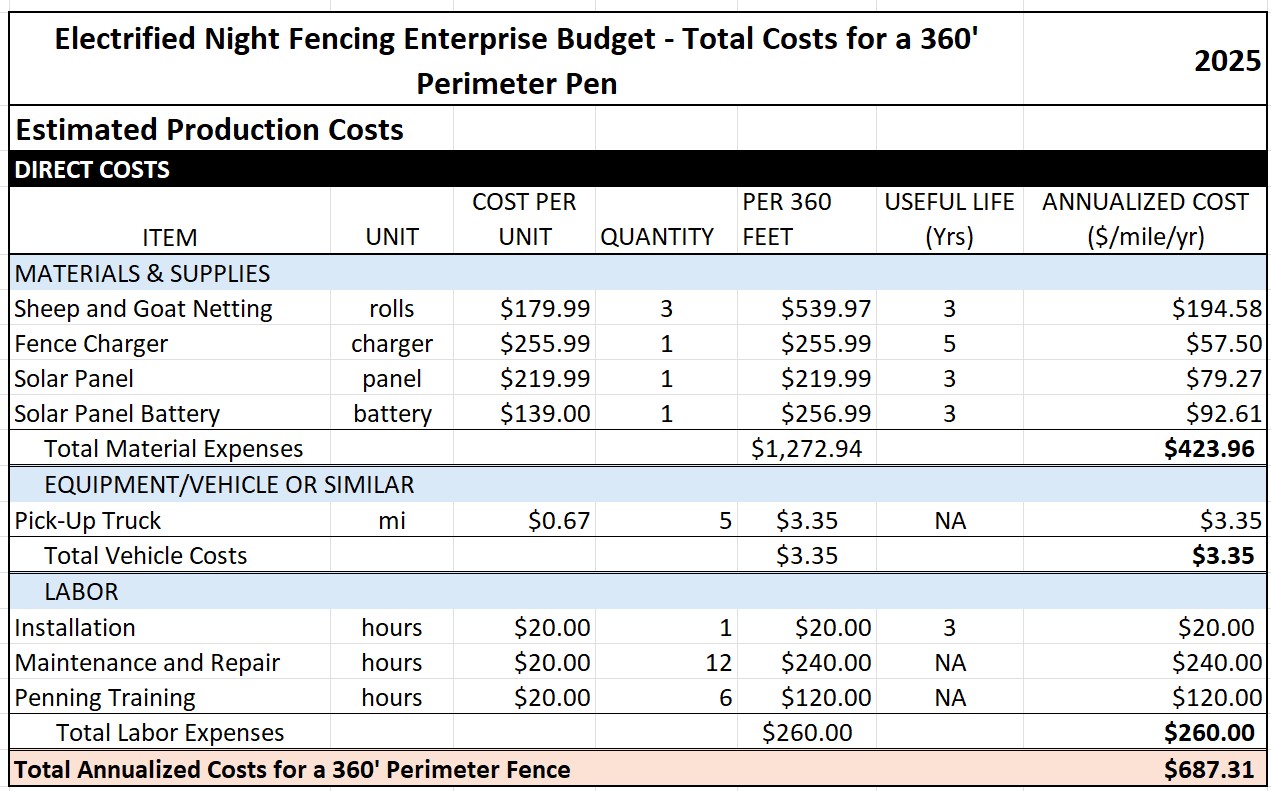 Electrified Night Fencing Enterprise Budget - Total Costs for a 360'
Perimeter Pen
2025
Estimated Production Costs
DIRECT COSTS
ITEM UNIT COST PER UNIT QUANTITY PER 360 FEET USEFUL LIFE (Yrs) ANNUALIZED COST ($/mile/yr)
MATERIALS & SUPPLIES
Sheep and Goat Netting rolls $179.99 3 $539.97 3 $194.58
Fence Charger charger $255.99 1 $255.99 5 $57.50
Solar Panel panel $219.99 1 $219.99 3 $79.27
Solar Panel Battery battery $139.00 1 $256.99 3 $92.61
Total Material Expenses $1,272.94 $423.96
EQUIPMENT/VEHICLE OR SIMILAR
Pick-Up Truck mi $0.67 5 $3.35 NA $3.35
Total Vehicle Costs $3.35 $3.35
LABOR
Installation hours $20.00 1 $20.00 3 $20.00
Maintenance and Repair hours $20.00 12 $240.00 NA $240.00
Penning Training hours $20.00 6 $120.00 NA $120.00
Total Labor Expenses $260.00 $260.00
Total Annualized Costs for a 360' Perimeter Fence $687.31